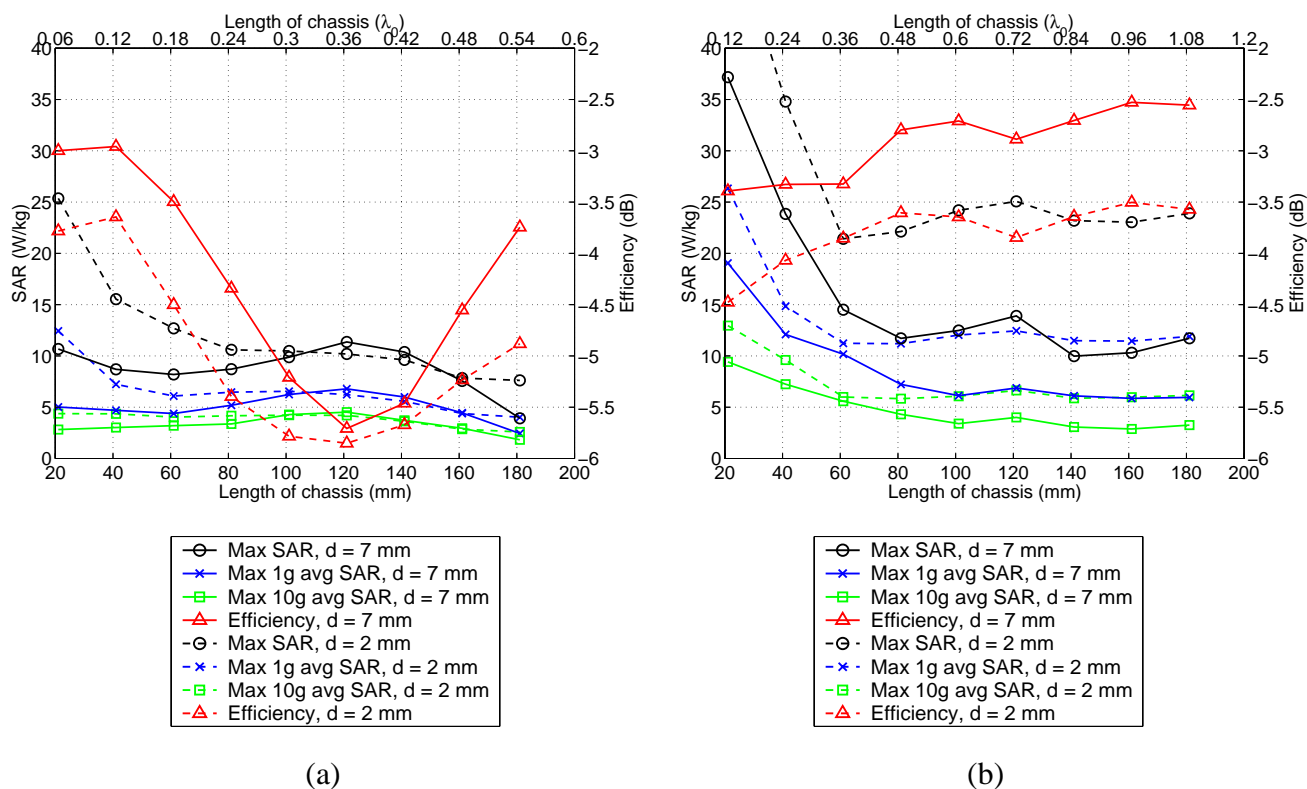 Length of chassis (λ0)
0.06 0.12 0.18 0.24 0.3 0.36 0.42 0.48 0.54 0.6
40
35
30
25
20
15
10
5
0
SAR (W/kg)
-2
-2.5
-3
-3.5
-4
-4.5
-5
-5.5
-6
Efficiency (dB)
20 40 60 80 100 120 140 160 180 200
Length of chassis (mm)
Max SAR, d = 7 mm
Max 1g avg SAR, d = 7 mm
Max 10g avg SAR, d = 7 mm
Efficiency, d = 7 mm
Max SAR, d = 2 mm
Max 1g avg SAR, d = 2 mm
Max 10g avg SAR, d = 2 mm
Efficiency, d = 2 mm
(a)
Length of chassis (λ0)
0.12 0.24 0.36 0.48 0.6 0.72 0.84 0.96 1.08 1.2
40
35
30
25
20
15
10
5
0
SAR (W/kg)
-2
-2.5
-3
-3.5
-4
-4.5
-5
-5.5
-6
Efficiency (dB)
20 40 60 80 100 120 140 160 180 200
Length of chassis (mm)
Max SAR, d = 7 mm
Max 1g avg SAR, d = 7 mm
Max 10g avg SAR, d = 7 mm
Efficiency, d = 7 mm
Max SAR, d = 2 mm
Max 1g avg SAR, d = 2 mm
Max 10g avg SAR, d = 2 mm
Efficiency, d = 2 mm
(b)